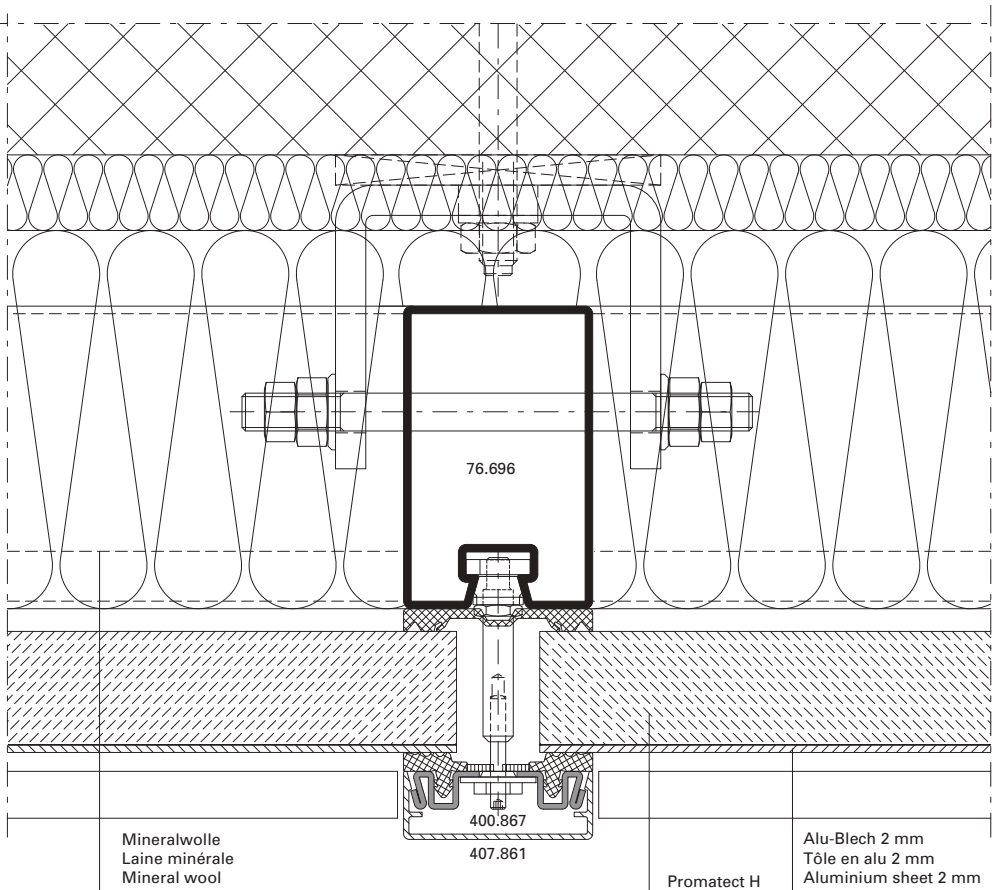 76.696
400.867
407.861
Mineralwolle
Laine minérale
Mineral wool
Promatect H
Alu-Blech 2 mm
Tôle en alu 2 mm
Aluminium sheet 2 mm